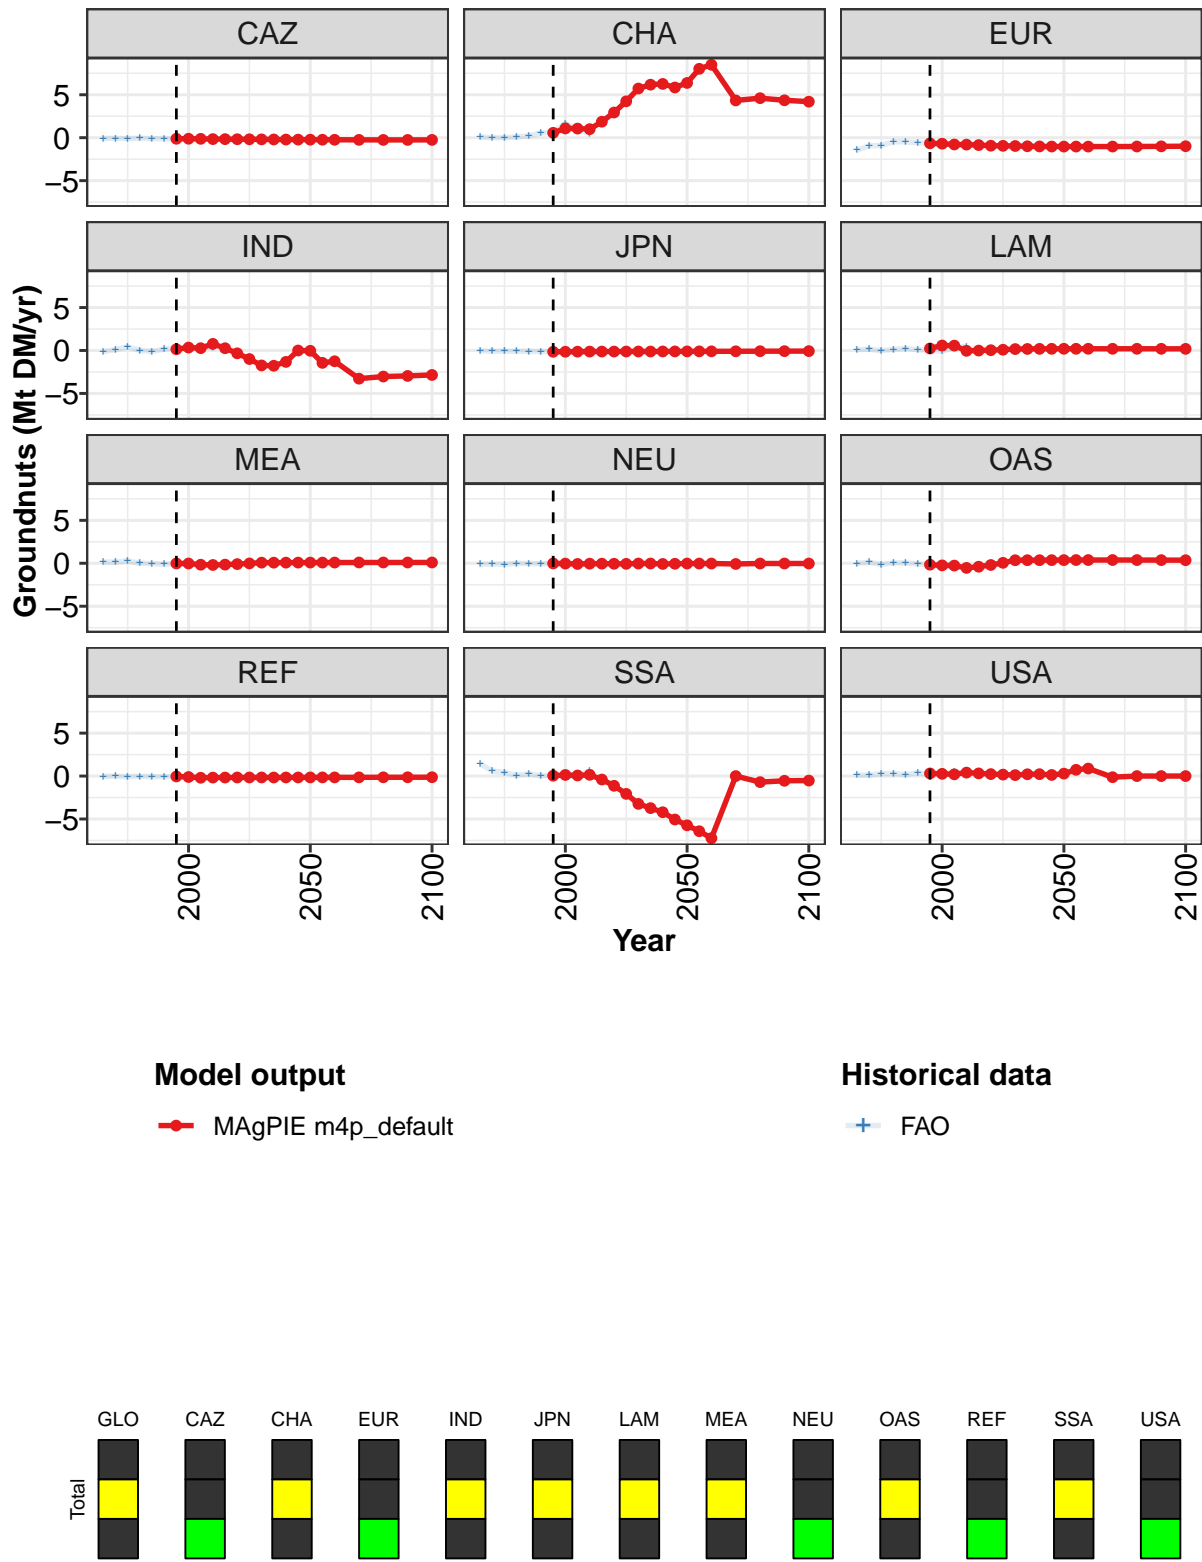 CAZ CHA EUR
5
0
−5
IND JPN LAM
5
0
−5
MEA NEU OAS
5
0
−5
REF SSA USA
5
0
−5
Groundnuts (Mt DM/yr)
2000 2050 2100 2000 2050 2100 2000 2050 2100
Year
Model output Historical data
MAgPIE m4p_default FAO
GLO CAZ CHA EUR IND JPN LAM MEA NEU OAS REF SSA USA
Total